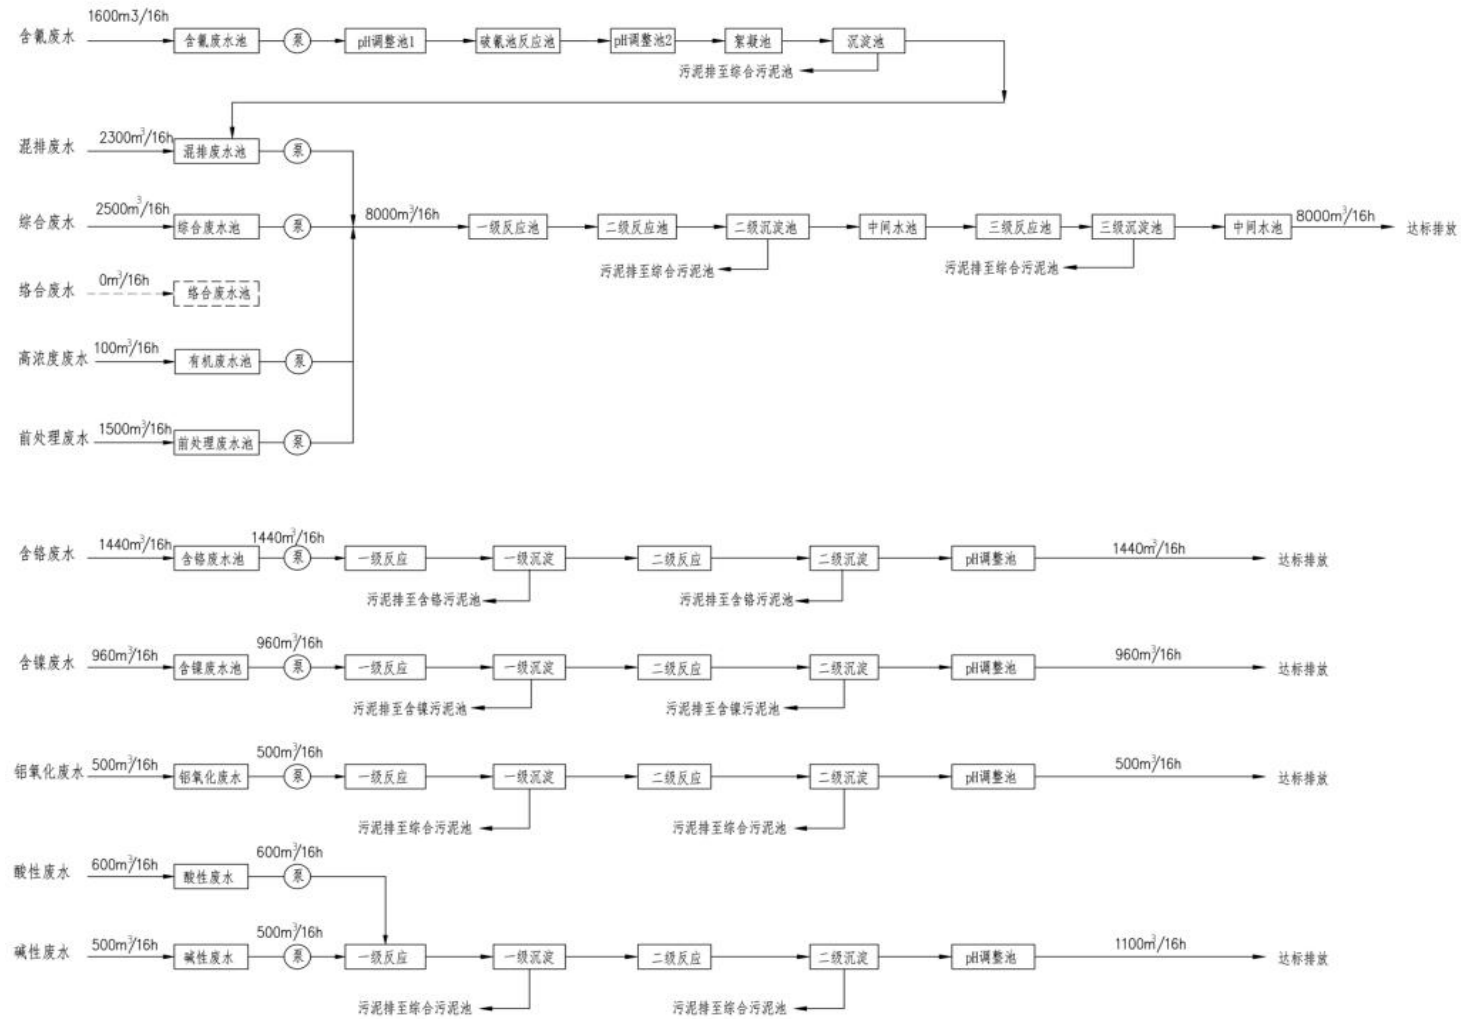 含氰废水 1600m3/16h 含氰废水池 泵 pH调整池1 破氰池反应池 pH调整池2 絮凝池 沉淀池
污泥排至综合污泥池
混排废水 2300m³/16h 混排废水池 泵
综合废水 2500m³/16h 综合废水池 泵 8000m³/16h 一级反应池 二级反应池 二级沉淀池 中间水池 三级反应池 三级沉淀池 中间水池 8000m³/16h 达标排放
污泥排至综合污泥池 污泥排至综合污泥池
络合废水 0m³/16h 络合废水池
高浓度废水 100m³/16h 有机废水池 泵
前处理废水 1500m³/16h 前处理废水池 泵
含铬废水 1440m³/16h 含铬废水池 1440m³/16h 泵 一级反应 一级沉淀 二级反应 二级沉淀 pH调整池 1440m³/16h 达标排放
污泥排至含铬污泥池 污泥排至含铬污泥池
含镍废水 960m³/16h 含镍废水池 960m³/16h 泵 一级反应 一级沉淀 二级反应 二级沉淀 pH调整池 960m³/16h 达标排放
污泥排至含镍污泥池 污泥排至含镍污泥池
铝氧化废水 500m³/16h 铝氧化废水 500m³/16h 泵 一级反应 一级沉淀 二级反应 二级沉淀 pH调整池 500m³/16h 达标排放
污泥排至综合污泥池 污泥排至综合污泥池
酸性废水 600m³/16h 酸性废水 600m³/16h 泵
碱性废水 500m³/16h 碱性废水 500m³/16h 泵 一级反应 一级沉淀 二级反应 二级沉淀 pH调整池 1100m³/16h 达标排放
污泥排至综合污泥池 污泥排至综合污泥池